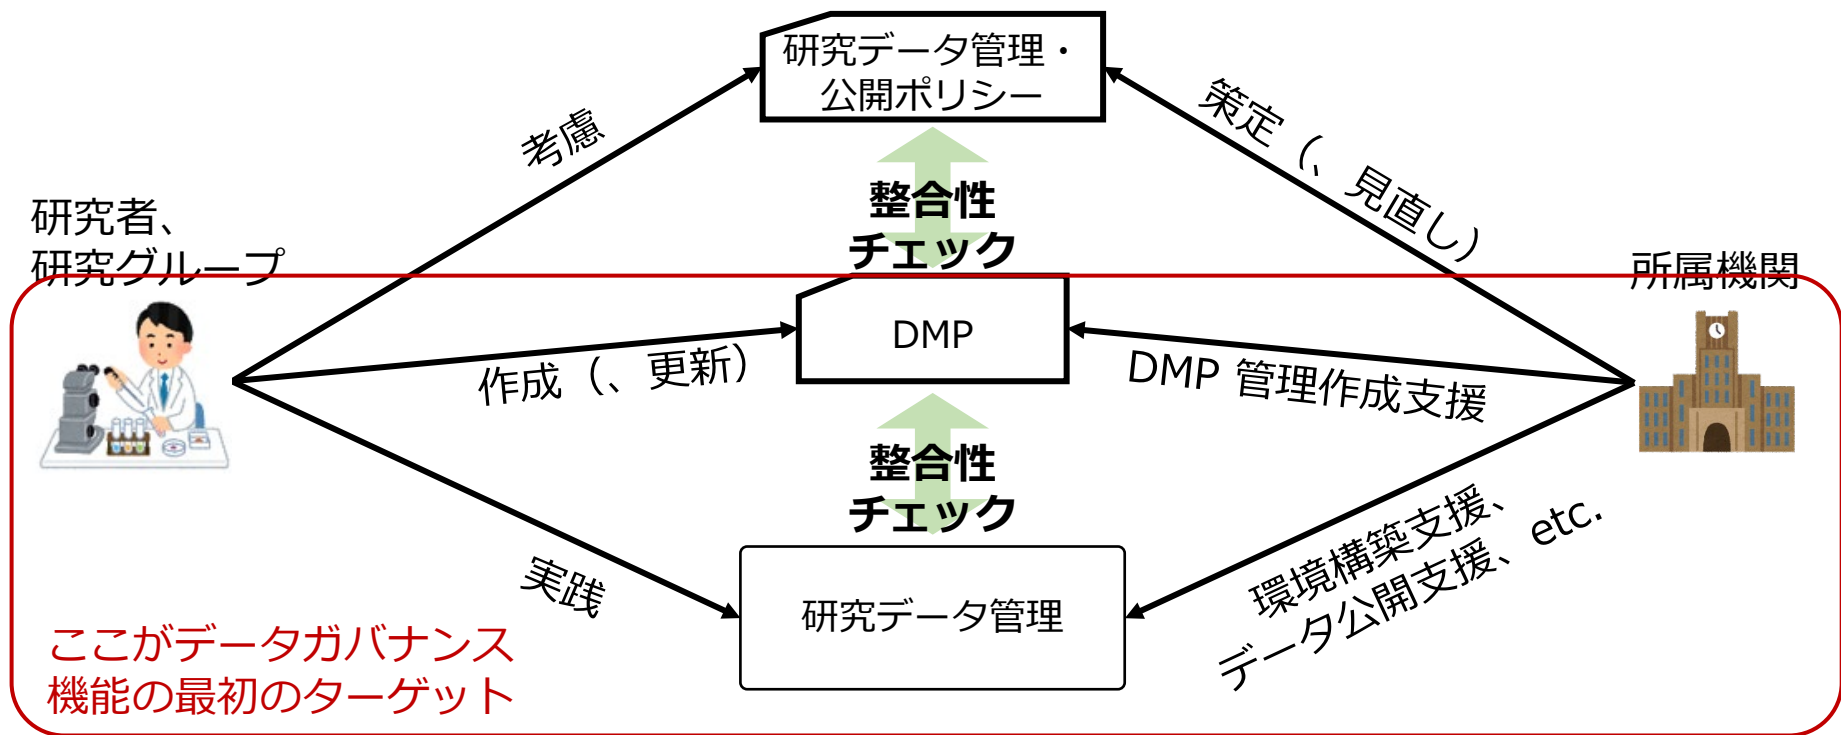 研究データ管理・
公開ポリシー
考慮
策定（、見直し）
整合性
チェック
研究者、
研究グループ
所属機関
DMP
作成（、更新）
DMP 管理作成支援
整合性
チェック
実践
環境構築支援、
データ公開支援、etc.
研究データ管理
ここがデータガバナンス
機能の最初のターゲット